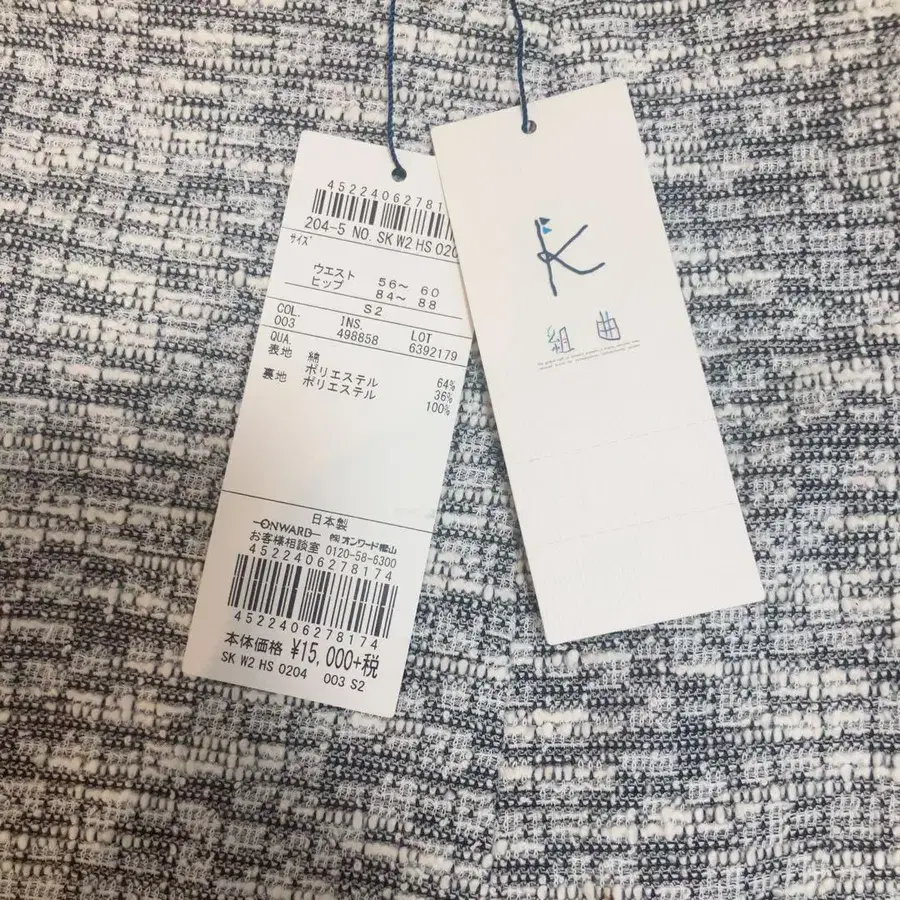 45224062781
204-5 NO. SK W2 HS 020
サイズ
ウエスト 56～ 60
ヒップ 84～ 88
S2
COL. INS. LOT
003 498858 6392179
QUA.
表地 綿 64%
ポリエステル 36%
裏地 ポリエステル 100%
日本製
ONWARD ㈱オンワード樫山
お客様相談室 0120-58-6300
4522406278174
4522406278174
本体価格 ¥15,000+税
SK W2 HS 0204 003 S2
K
組曲